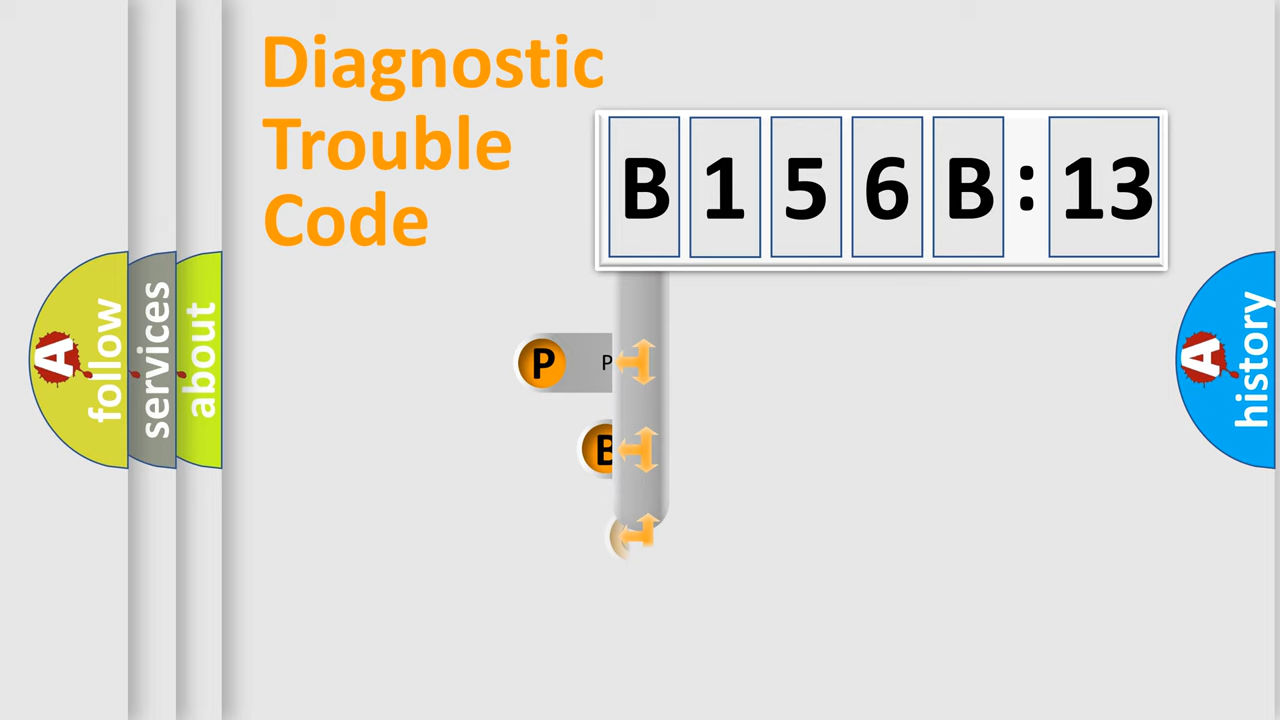 Diagnostic
Trouble
Code
B 1 5 6 B : 13
P P
B
A follow
services
about
A history